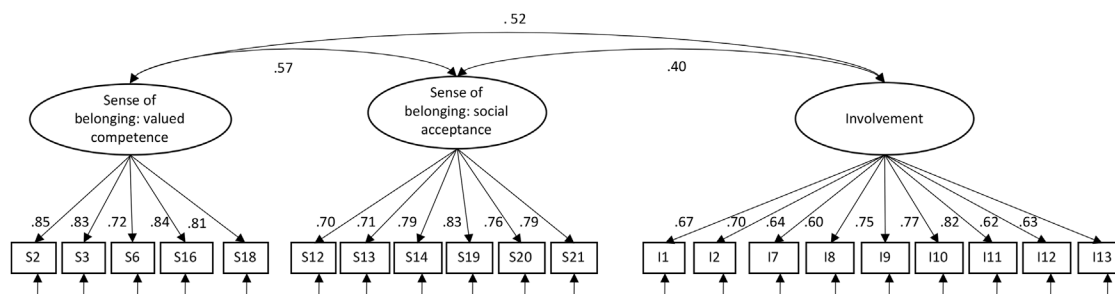 .52
.57
.40
Sense of
belonging: valued
competence
Sense of
belonging: social
acceptance
Involvement
.85 .83 .72 .84 .81
.70 .71 .79 .83 .76 .79
.67 .70 .64 .60 .75 .77 .82 .62 .63
S2 S3 S6 S16 S18
S12 S13 S14 S19 S20 S21
I1 I2 I7 I8 I9 I10 I11 I12 I13